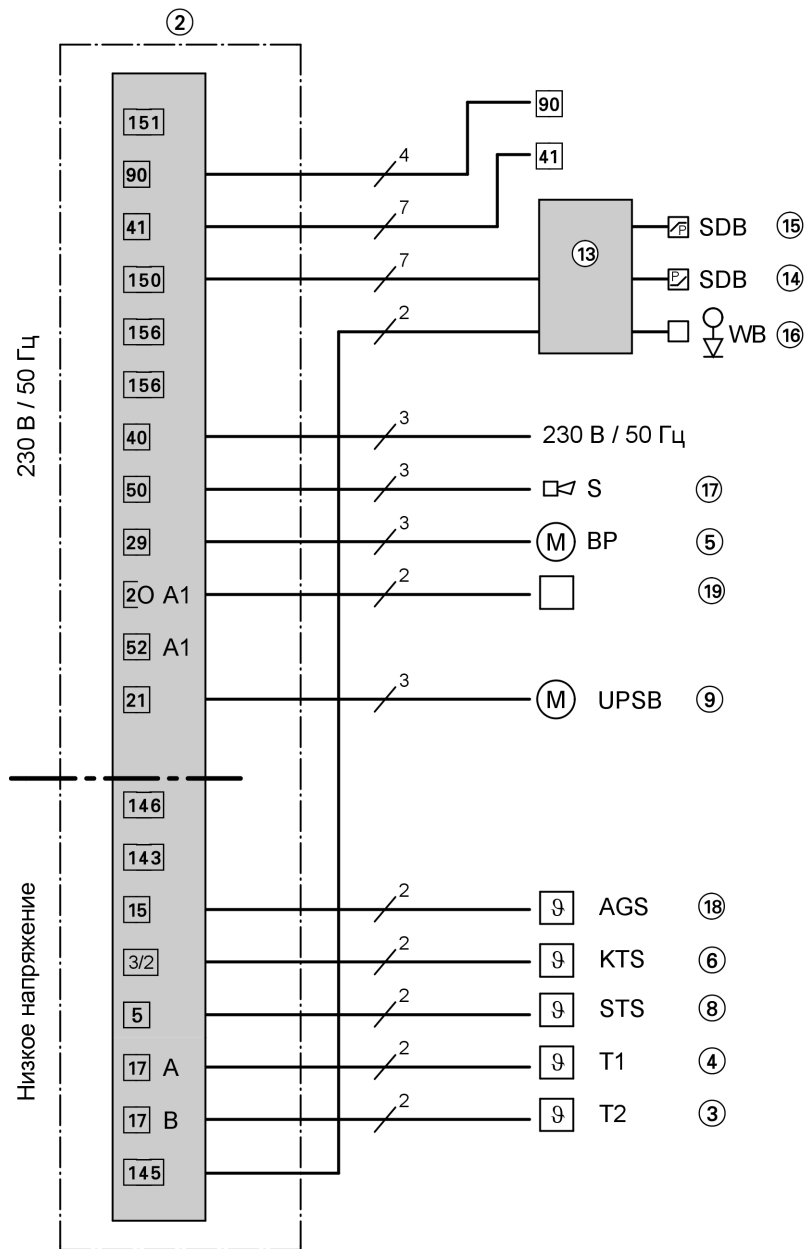 2
151
90
90 4
41
41 7
13
SDB 15
150 7
P SDB 14
156 2
WB 16
156
40 3 230 В / 50 Гц
50 3 S 17
29 3 M BP 5
2O A1 2 19
52 A1
21 3 M UPSB 9
230 В / 50 Гц
146
143
15 2 ϑ AGS 18
3/2 2 ϑ KTS 6
5 2 ϑ STS 8
17 A 2 ϑ T1 4
17 B 2 ϑ T2 3
145
Низкое напряжение